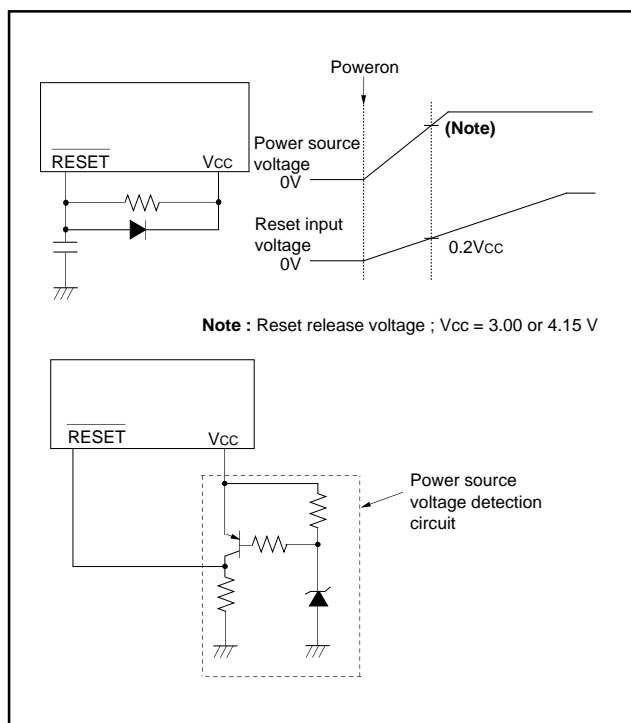 Poweron
RESET
Vcc
Power source
voltage
0V
(Note)
Reset input
voltage
0V
0.2Vcc
Note : Reset release voltage ; Vcc = 3.00 or 4.15 V
RESET
Vcc
Power source
voltage detection
circuit